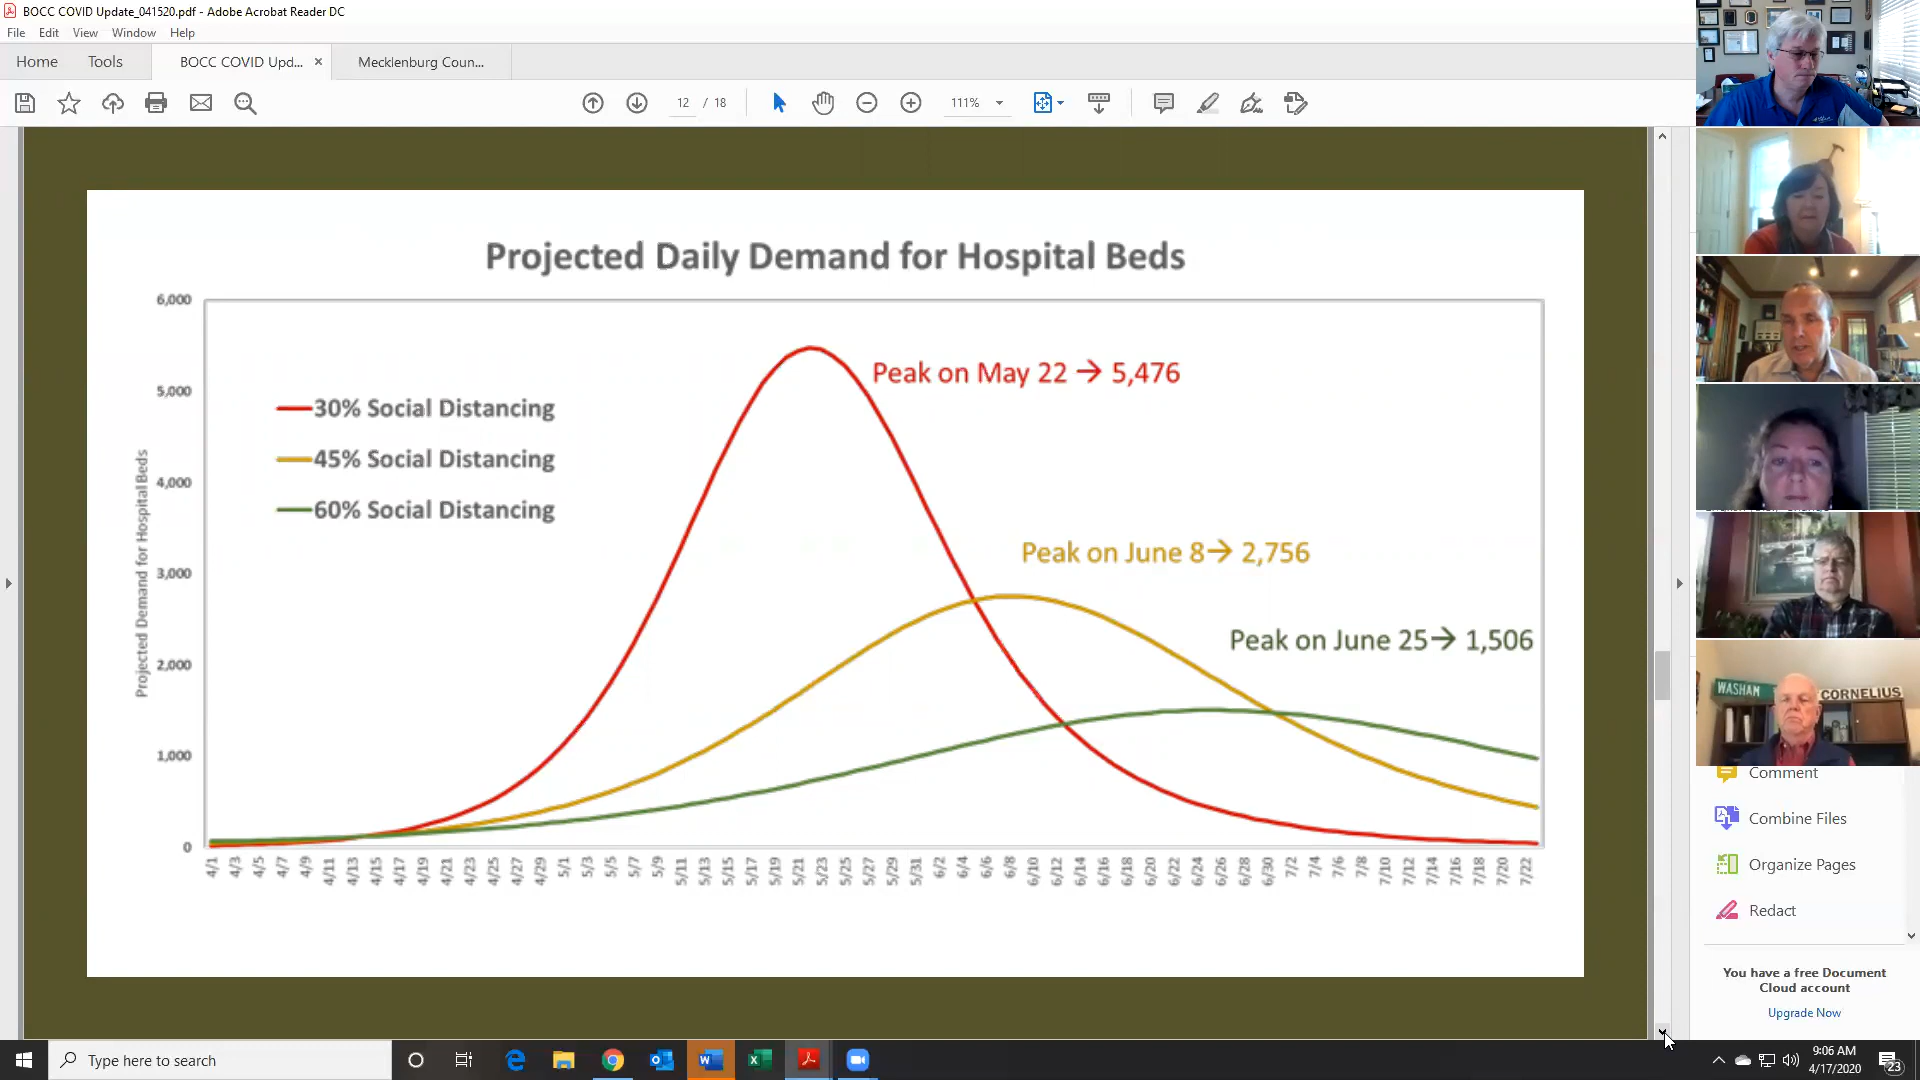 BOCC COVID Update_041520.pdf - Adobe Acrobat Reader DC
File Edit View Window Help
Home Tools BOCC COVID Upd... × Mecklenburg Coun...
12 / 18 111%
Projected Daily Demand for Hospital Beds
Projected Demand for Hospital Beds
6,000
5,000
4,000
3,000
2,000
1,000
0
30% Social Distancing
45% Social Distancing
60% Social Distancing
Peak on May 22 → 5,476
Peak on June 8→ 2,756
Peak on June 25→ 1,506
4/1 4/3 4/5 4/7 4/9 4/11 4/13 4/15 4/17 4/19 4/21 4/23 4/25 4/27 4/29 5/1 5/3 5/5 5/7 5/9 5/11 5/13 5/15 5/17 5/19 5/21 5/23 5/25 5/27 5/29 5/31 6/2 6/4 6/6 6/8 6/10 6/12 6/14 6/16 6/18 6/20 6/22 6/24 6/26 6/28 6/30 7/2 7/4 7/6 7/8 7/10 7/12 7/14 7/16 7/18 7/20 7/22
WASHAM CORNELIUS
Comment
Combine Files
Organize Pages
Redact
You have a free Document
Cloud account
Upgrade Now
Type here to search
9:06 AM
4/17/2020
23